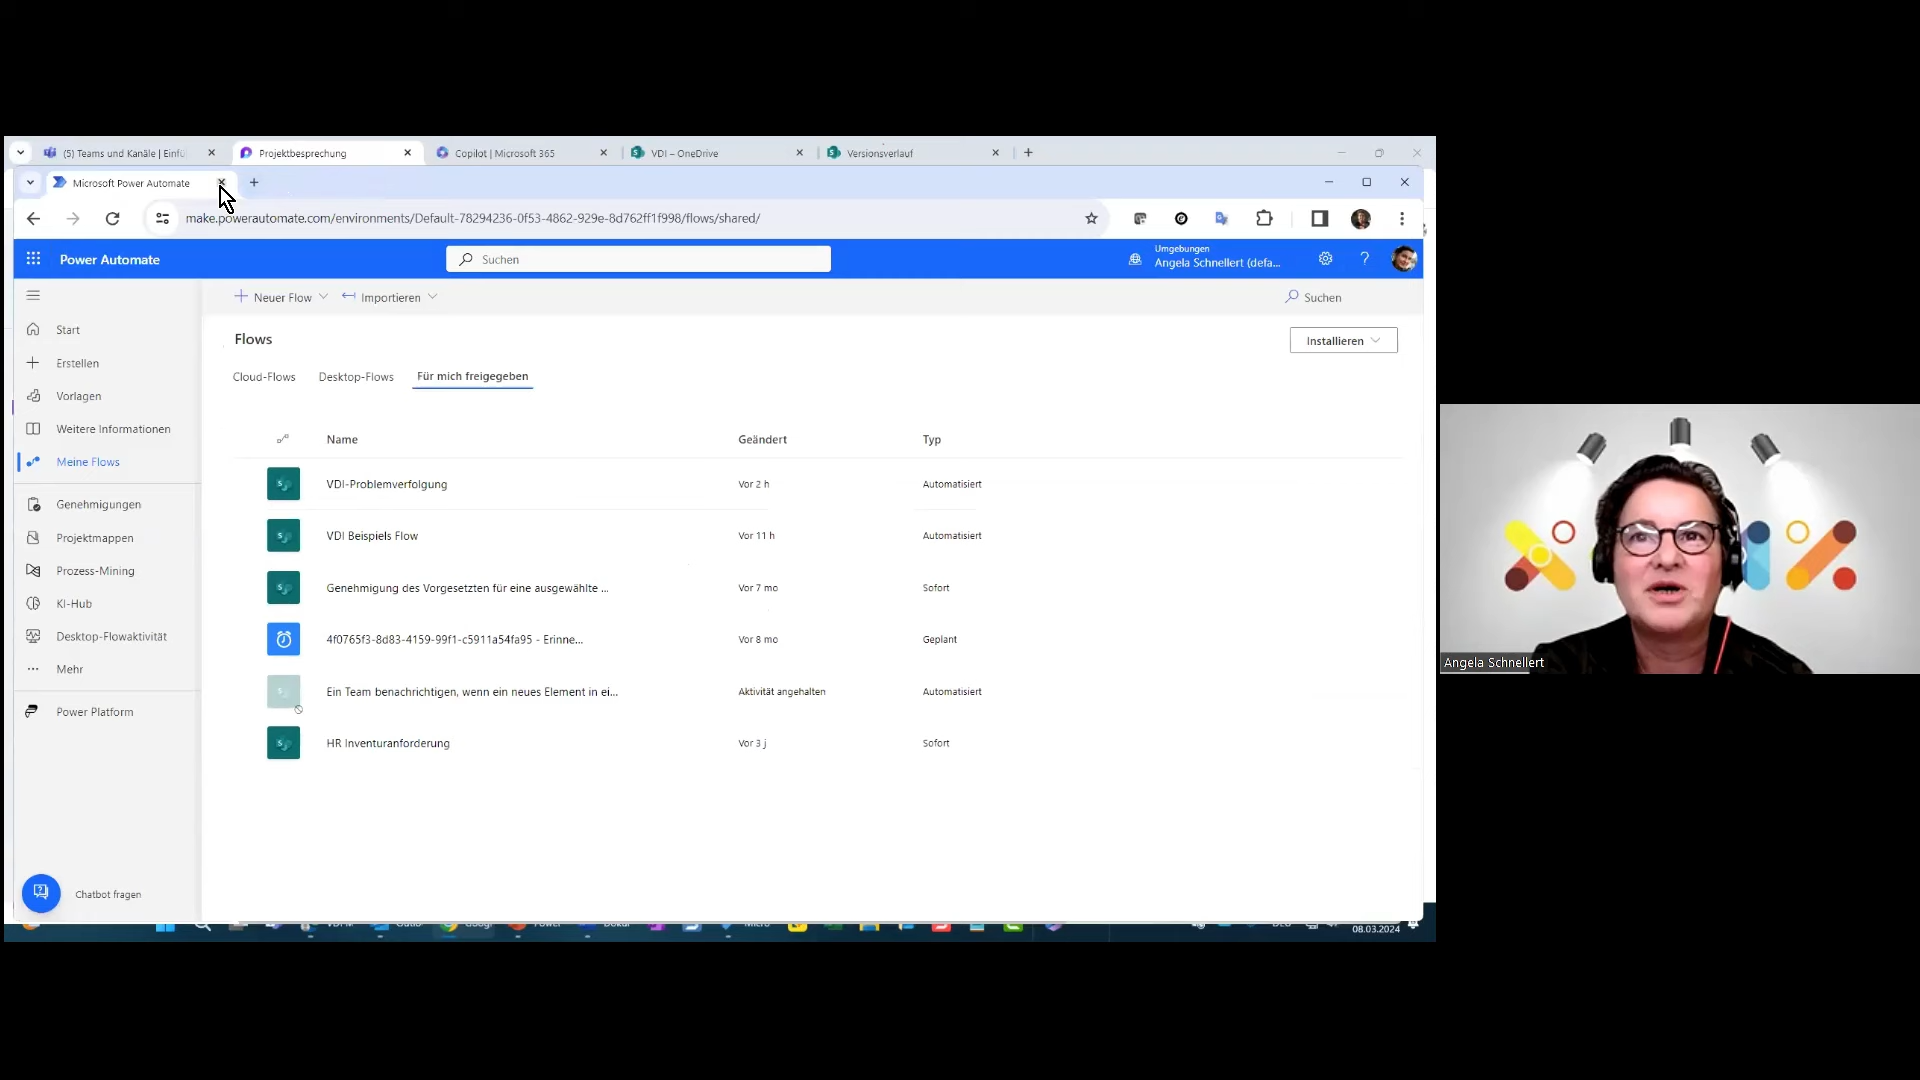 (5) Teams und Kanäle | Einfü
Projektbesprechung
Copilot | Microsoft 365
VDI – OneDrive
Versionsverlauf
Microsoft Power Automate
make.powerautomate.com/environments/Default-78294236-0f53-4862-929e-8d762ff1f998/flows/shared/
Power Automate
Suchen
Umgebungen
Angela Schnellert (defa...
Neuer Flow
Importieren
Suchen
Start
Erstellen
Vorlagen
Weitere Informationen
Meine Flows
Genehmigungen
Projektmappen
Prozess-Mining
KI-Hub
Desktop-Flowaktivität
Mehr
Power Platform
Chatbot fragen
Flows
Installieren
Cloud-Flows Desktop-Flows Für mich freigegeben
Name Geändert Typ
VDI-Problemverfolgung Vor 2 h Automatisiert
VDI Beispiels Flow Vor 11 h Automatisiert
Genehmigung des Vorgesetzten für eine ausgewählte ... Vor 7 mo Sofort
4f0765f3-8d83-4159-99f1-c5911a54fa95 - Erinne... Vor 8 mo Geplant
Ein Team benachrichtigen, wenn ein neues Element in ei... Aktivität angehalten Automatisiert
HR Inventuranforderung Vor 3 j Sofort
08.03.2024
Angela Schnellert